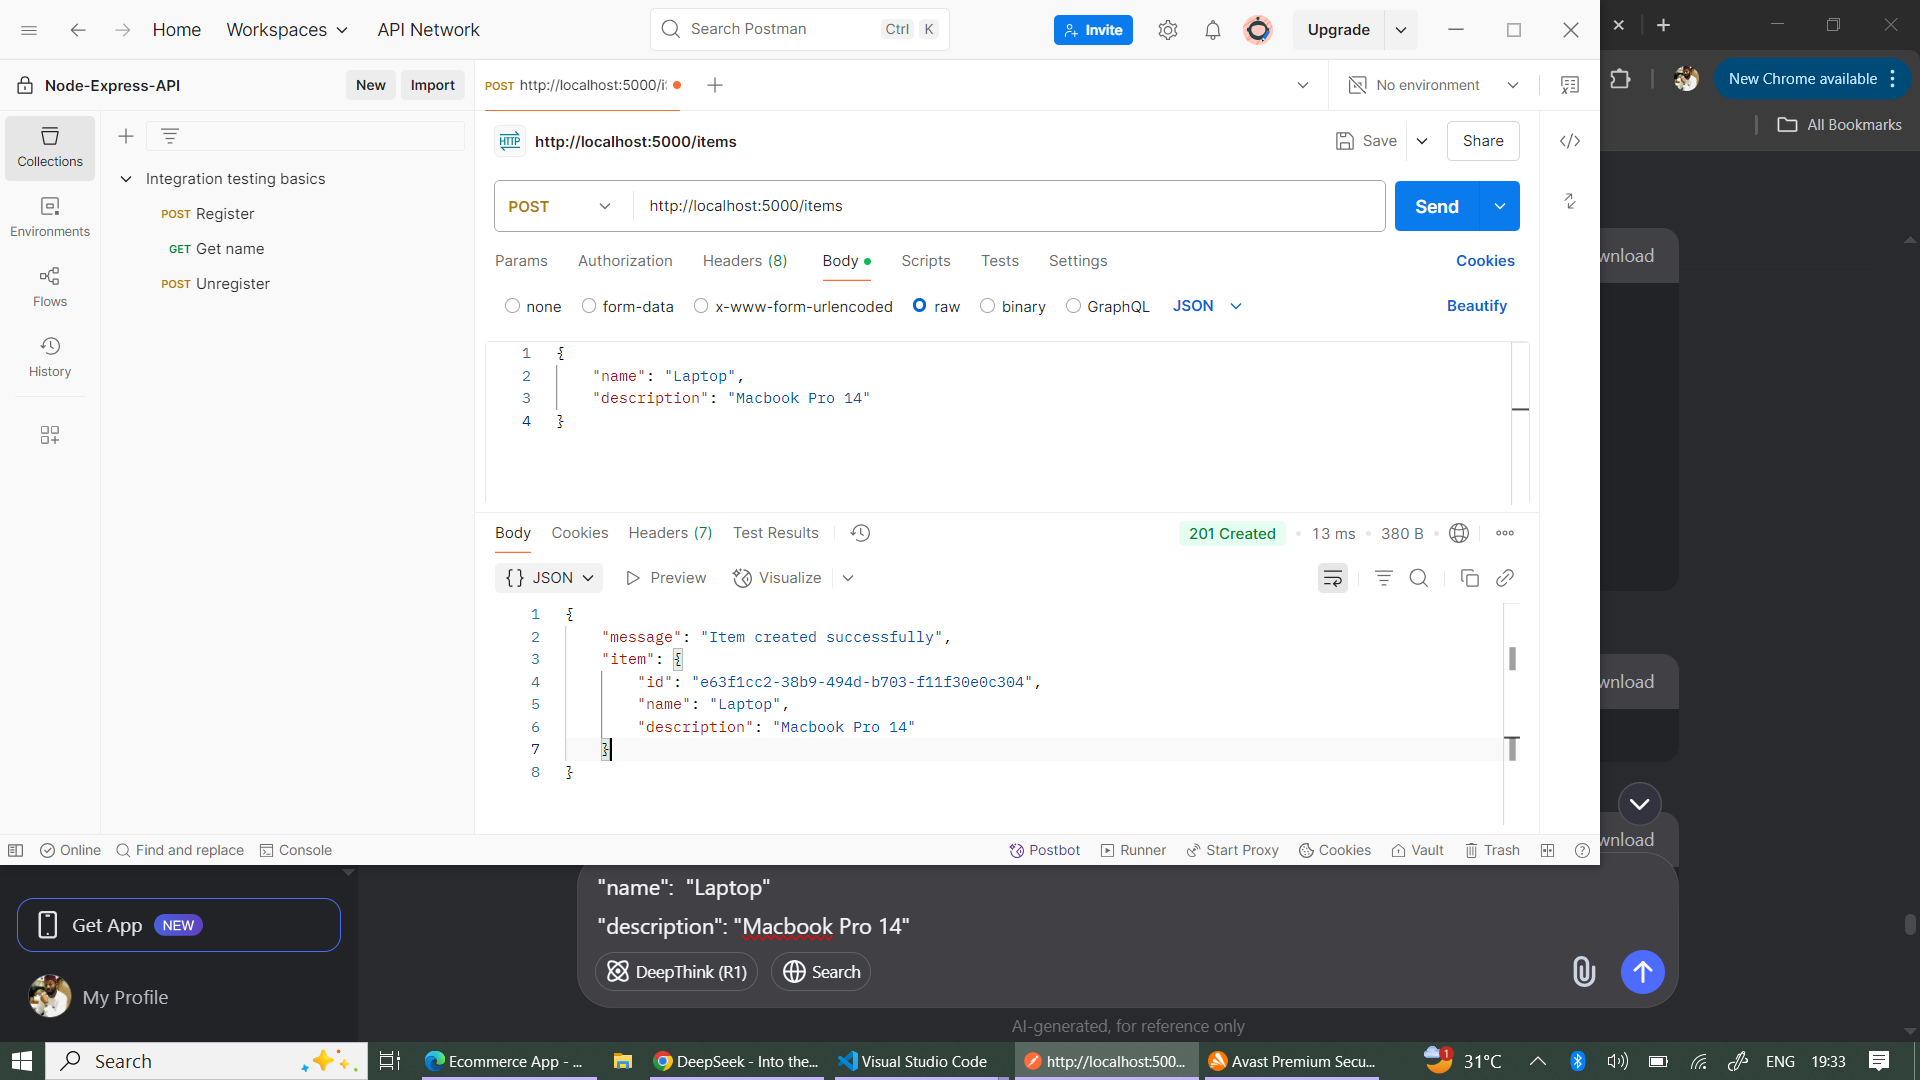 Home
Workspaces
API Network
Search Postman
Ctrl
K
Invite
Upgrade
New Chrome available
All Bookmarks
Node-Express-API
New
Import
POST http://localhost:5000/i
No environment
HTTP
http://localhost:5000/items
Save
Share
Collections
Environments
Flows
History
Integration testing basics
POST Register
GET Get name
POST Unregister
POST
http://localhost:5000/items
Send
Params
Authorization
Headers (8)
Body
Scripts
Tests
Settings
Cookies
none
form-data
x-www-form-urlencoded
raw
binary
GraphQL
JSON
Beautify
1 {
2 "name": "Laptop",
3 "description": "Macbook Pro 14"
4 }
Body
Cookies
Headers (7)
Test Results
201 Created
13 ms
380 B
{} JSON
Preview
Visualize
1 {
2 "message": "Item created successfully",
3 "item": {
4 "id": "e63f1cc2-38b9-494d-b703-f11f30e0c304",
5 "name": "Laptop",
6 "description": "Macbook Pro 14"
7 }
8 }
wnload
wnload
wnload
Online
Find and replace
Console
Postbot
Runner
Start Proxy
Cookies
Vault
Trash
"name": "Laptop"
"description": "Macbook Pro 14"
DeepThink (R1)
Search
Get App NEW
My Profile
AI-generated, for reference only
Search
Ecommerce App - ...
DeepSeek - Into the...
Visual Studio Code
http://localhost:500...
Avast Premium Secu...
1
31°C
ENG
19:33